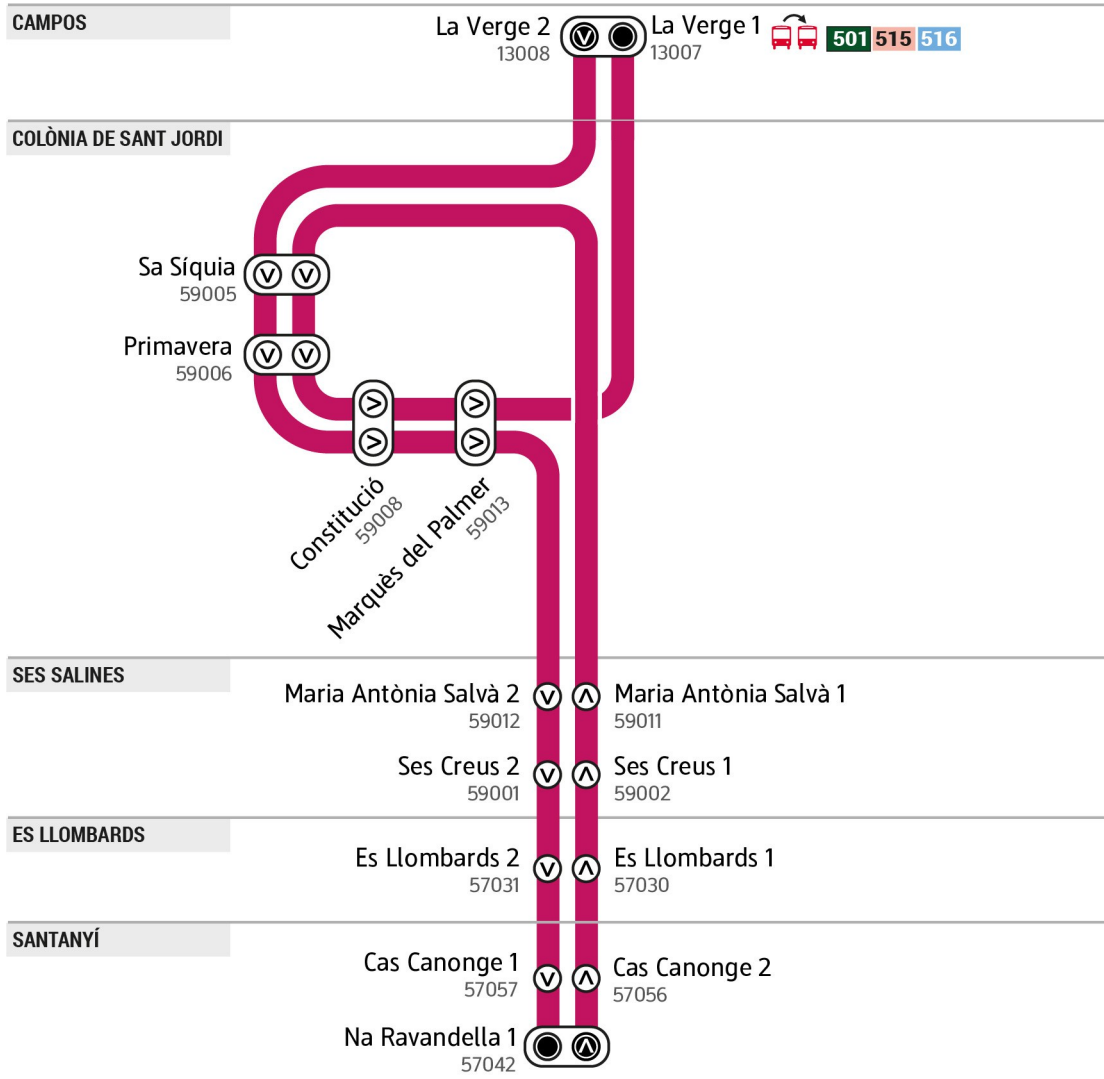 CAMPOS
La Verge 2
13008
La Verge 1
13007
501 515 516
COLÒNIA DE SANT JORDI
Sa Síquia
59005
Primavera
59006
Constitució
59008
Marquès del Palmer
59013
SES SALINES
Maria Antònia Salvà 2
59012
Maria Antònia Salvà 1
59011
Ses Creus 2
59001
Ses Creus 1
59002
ES LLOMBARDS
Es Llombards 2
57031
Es Llombards 1
57030
SANTANYÍ
Cas Canonge 1
57057
Cas Canonge 2
57056
Na Ravandella 1
57042